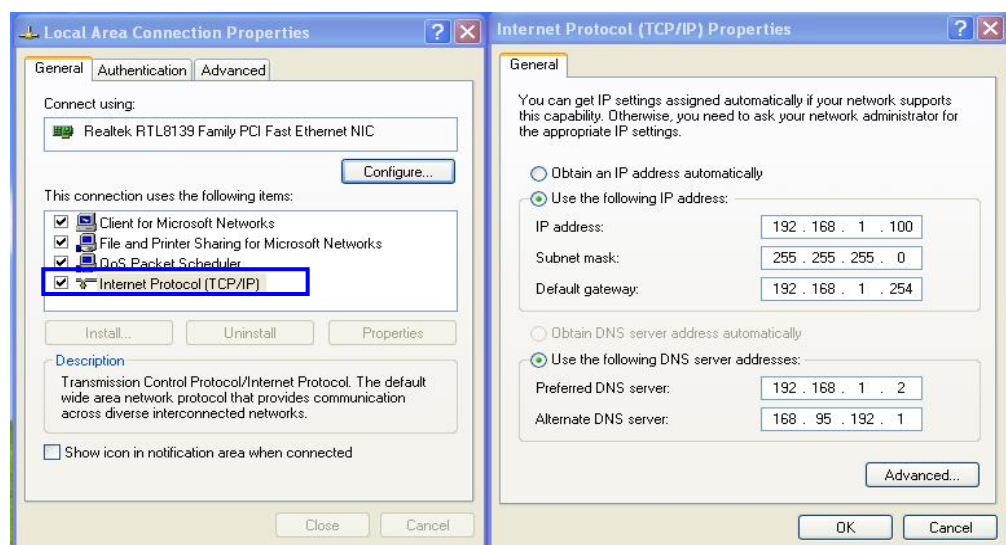 Local Area Connection Properties
General Authentication Advanced
Connect using:
Realtek RTL8139 Family PCI Fast Ethernet NIC
Configure...
This connection uses the following items:
Client for Microsoft Networks
File and Printer Sharing for Microsoft Networks
QoS Packet Scheduler
Internet Protocol (TCP/IP)
Install... Uninstall Properties
Description
Transmission Control Protocol/Internet Protocol. The default
wide area network protocol that provides communication
across diverse interconnected networks.
Show icon in notification area when connected
Close Cancel
Internet Protocol (TCP/IP) Properties
General
You can get IP settings assigned automatically if your network supports
this capability. Otherwise, you need to ask your network administrator for
the appropriate IP settings.
Obtain an IP address automatically
Use the following IP address:
IP address: 192 . 168 . 1 . 100
Subnet mask: 255 . 255 . 255 . 0
Default gateway: 192 . 168 . 1 . 254
Obtain DNS server address automatically
Use the following DNS server addresses:
Preferred DNS server: 192 . 168 . 1 . 2
Alternate DNS server: 168 . 95 . 192 . 1
Advanced...
OK Cancel